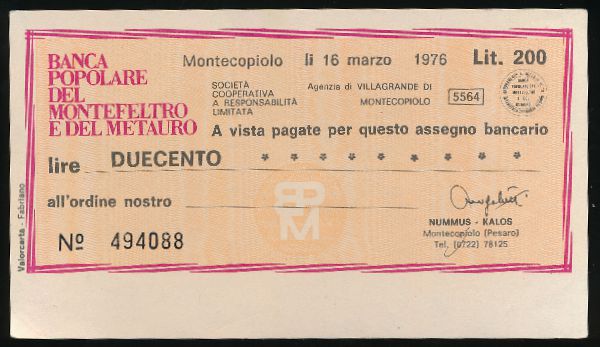 BANCA
POPOLARE
DEL
MONTEFELTRO
E DEL METAURO
Montecopiolo lì 16 marzo 1976 Lit. 200
SOCIETÀ
COOPERATIVA
A RESPONSABILITÀ
LIMITATA
Agenzia di VILLAGRANDE DI
MONTECOPIOLO
5564
A vista pagate per questo assegno bancario
lire DUECENTO * * * * * * * * *
all'ordine nostro
BPM
NUMMUS - KALOS
Montecopiolo (Pesaro)
Tel. (0722) 78125
Nº 494088
Valorcarta - Fabriano